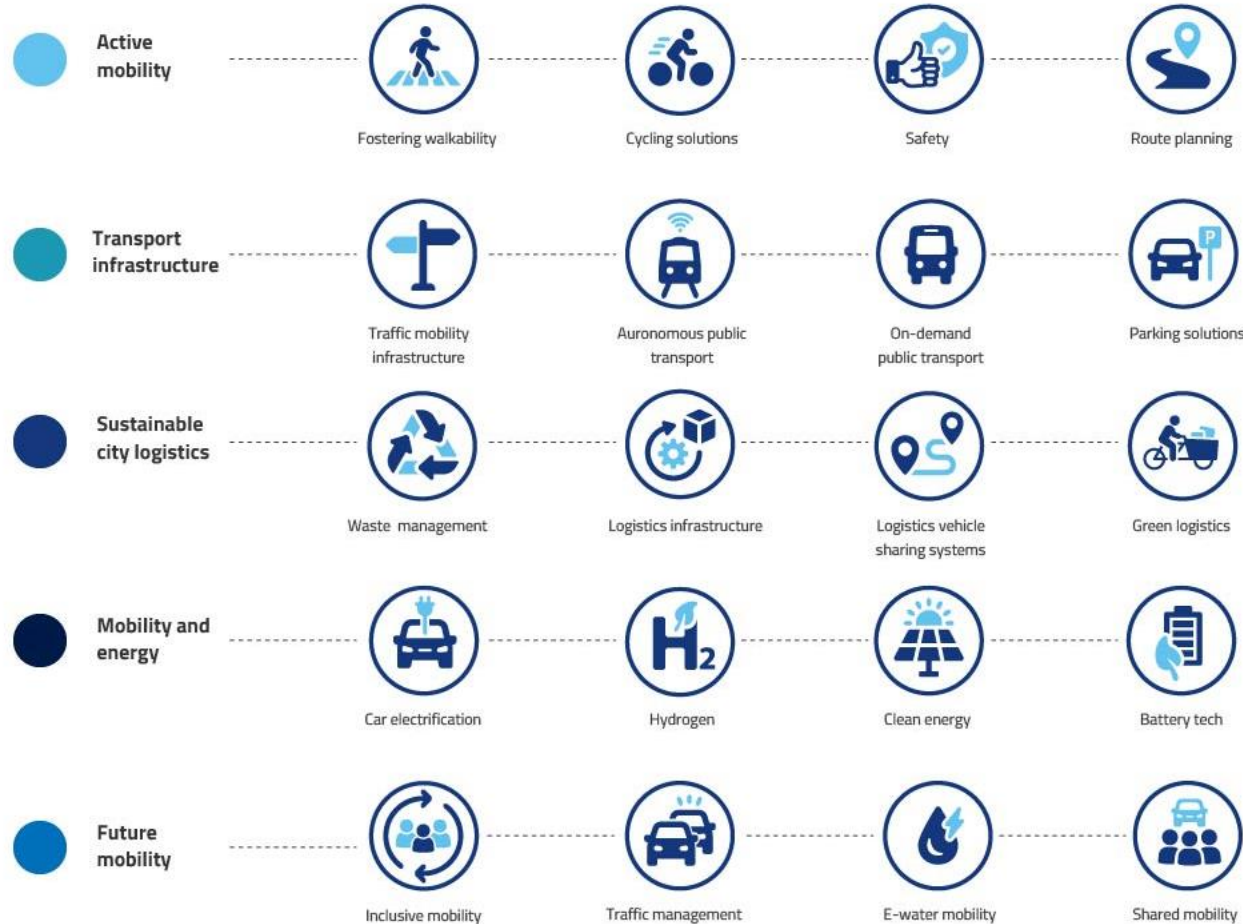 Active
mobility
Fostering walkability
Cycling solutions
Safety
Route planning
Transport
infrastructure
P
Traffic mobility
infrastructure
Auronomous public
transport
On-demand
public transport
Parking solutions
Sustainable
city logistics
Waste management
Logistics infrastructure
Logistics vehicle
sharing systems
Green logistics
Mobility and
energy
H2
Car electrification
Hydrogen
Clean energy
Battery tech
Future
mobility
Inclusive mobility
Traffic management
E-water mobility
Shared mobility